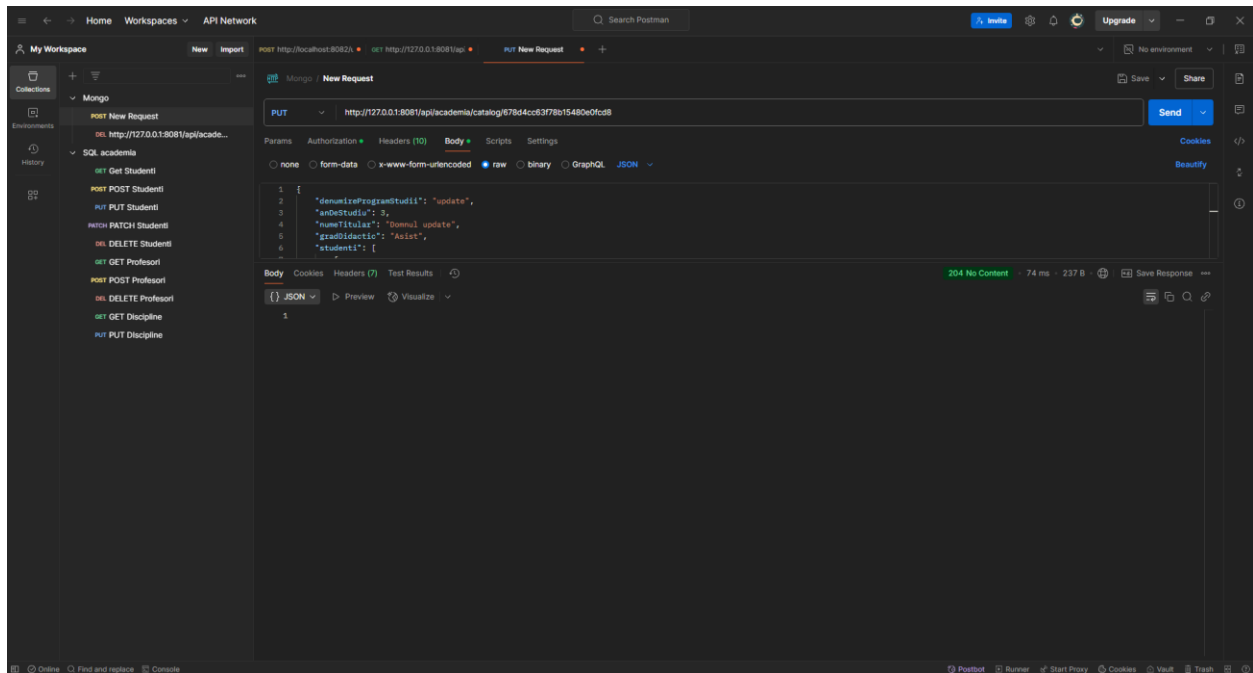 Home Workspaces API Network Search Postman Invite Upgrade
My Workspace New Import POST http://localhost:8082/ GET http://127.0.0.1:8081/api PUT New Request No environment
Collections
Environments
History
Mongo
POST New Request
DEL http://127.0.0.1:8081/api/acade...
SQL academia
GET Get Studenti
POST POST Studenti
PUT PUT Studenti
PATCH PATCH Studenti
DEL DELETE Studenti
GET GET Profesori
POST POST Profesori
DEL DELETE Profesori
GET GET Discipline
PUT PUT Discipline
Mongo / New Request Save Share
PUT http://127.0.0.1:8081/api/academia/catalog/678d4cc63f78b15480e0fcd8 Send
Params Authorization Headers (10) Body Scripts Settings Cookies
none form-data x-www-form-urlencoded raw binary GraphQL JSON Beautify
1 {
2 "denumireProgramStudii": "update",
3 "anDeStudiu": 3,
4 "numeTitular": "Domnul update",
5 "gradDidactic": "Asist",
6 "studenti": [
Body Cookies Headers (7) Test Results 204 No Content 74 ms 237 B Save Response
{} JSON Preview Visualize
1
Online Find and replace Console Postbot Runner Start Proxy Cookies Vault Trash